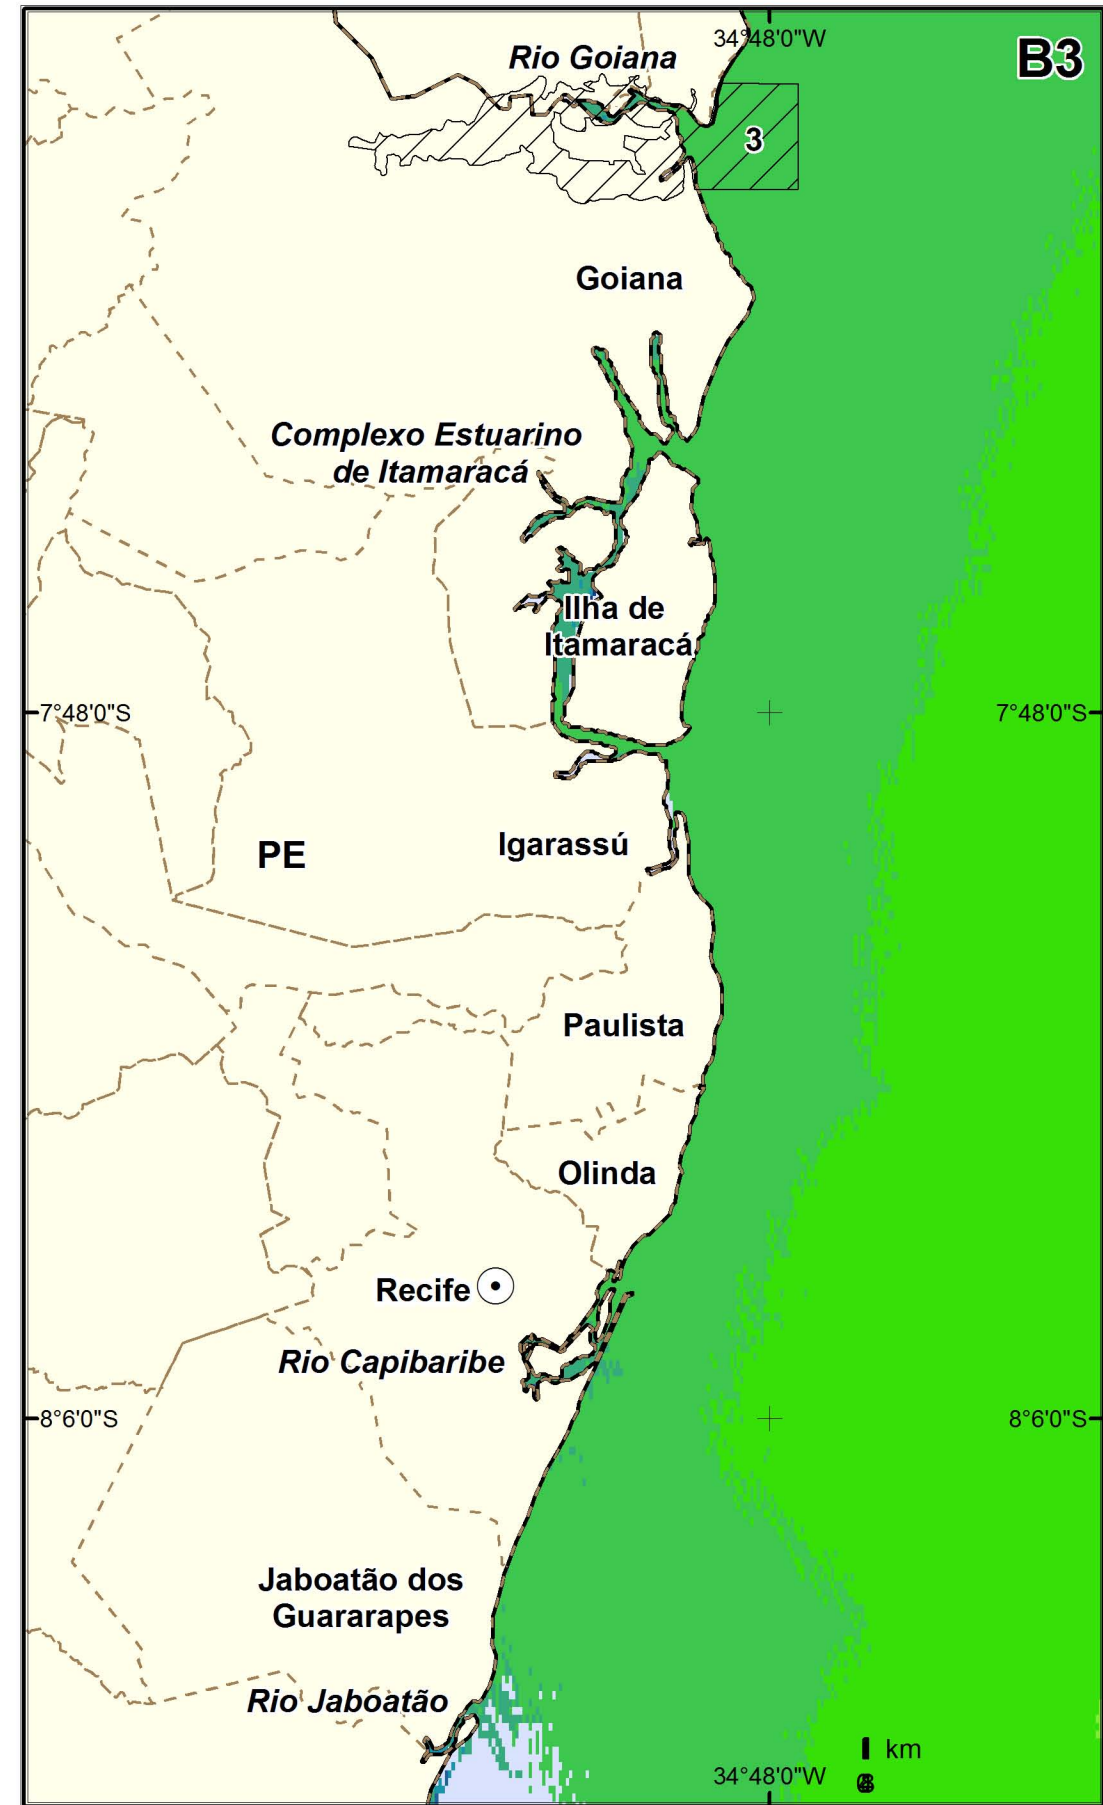 34°48'0"W
B3
Rio Goiana
3
Goiana
Complexo Estuarino
de Itamaracá
Ilha de
Itamaracá
7°48'0"S
7°48'0"S
Igarassú
PE
Paulista
Olinda
Recife
Rio Capibaribe
8°6'0"S
8°6'0"S
Jaboatão dos
Guararapes
Rio Jaboatão
km
34°48'0"W